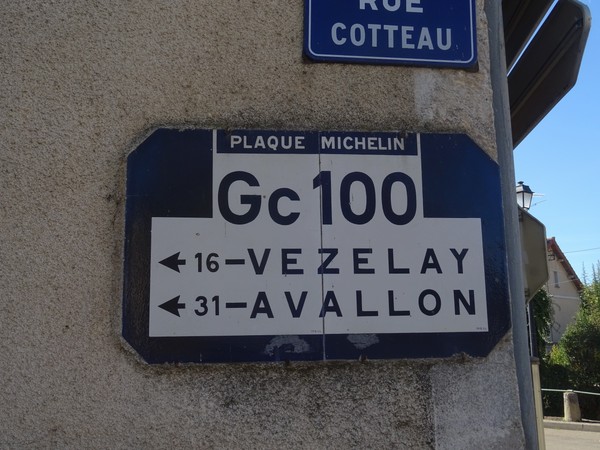 RUE
COTTEAU
PLAQUE MICHELIN
Gc 100
← 16 – VEZELAY
← 31 – AVALLON